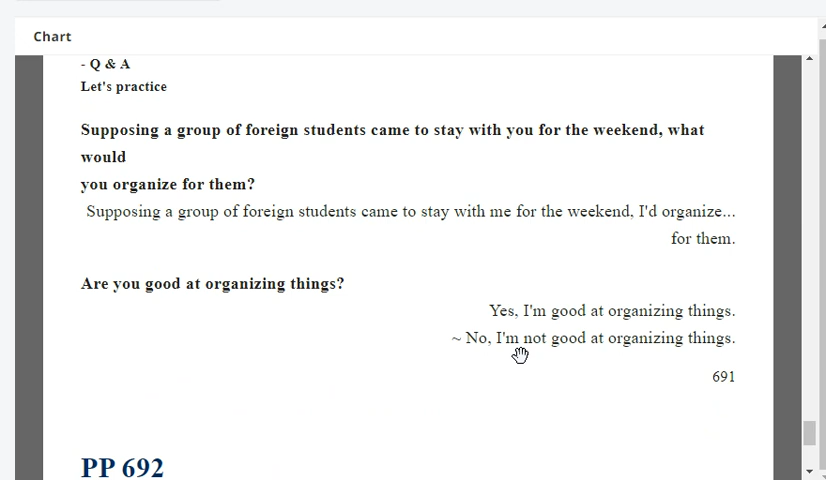 Chart
- Q & A
Let's practice
Supposing a group of foreign students came to stay with you for the weekend, what
would
you organize for them?
Supposing a group of foreign students came to stay with me for the weekend, I'd organize...
for them.
Are you good at organizing things?
Yes, I'm good at organizing things.
~ No, I'm not good at organizing things.
691
PP 692